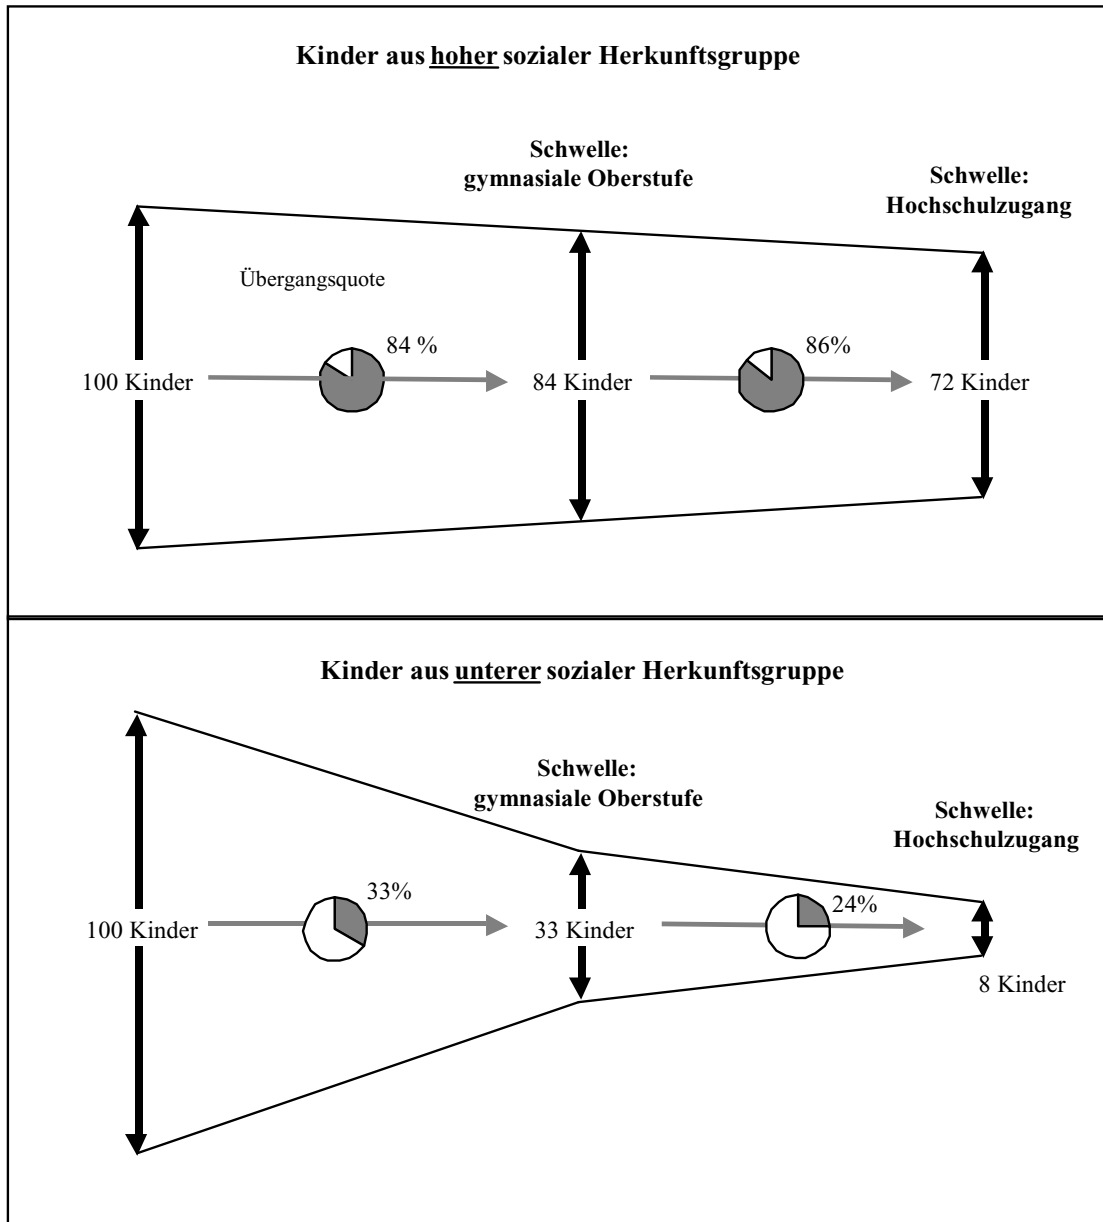 Kinder aus hoher sozialer Herkunftsgruppe
Schwelle:
gymnasiale Oberstufe
Schwelle:
Hochschulzugang
Übergangsquote
84 %
86%
100 Kinder
84 Kinder
72 Kinder
Kinder aus unterer sozialer Herkunftsgruppe
Schwelle:
gymnasiale Oberstufe
Schwelle:
Hochschulzugang
33%
24%
100 Kinder
33 Kinder
8 Kinder